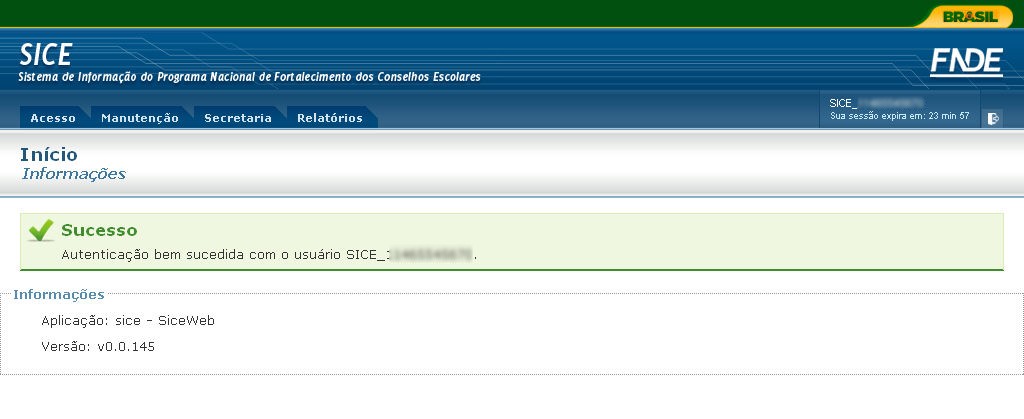 BRASIL
SICE
Sistema de Informação do Programa Nacional de Fortalecimento dos Conselhos Escolares
FNDE
Acesso Manutenção Secretaria Relatórios
SICE_
Sua sessão expira em: 23 min 57
Início
Informações
Sucesso
Autenticação bem sucedida com o usuário SICE_
Informações
Aplicação: sice - SiceWeb
Versão: v0.0.145